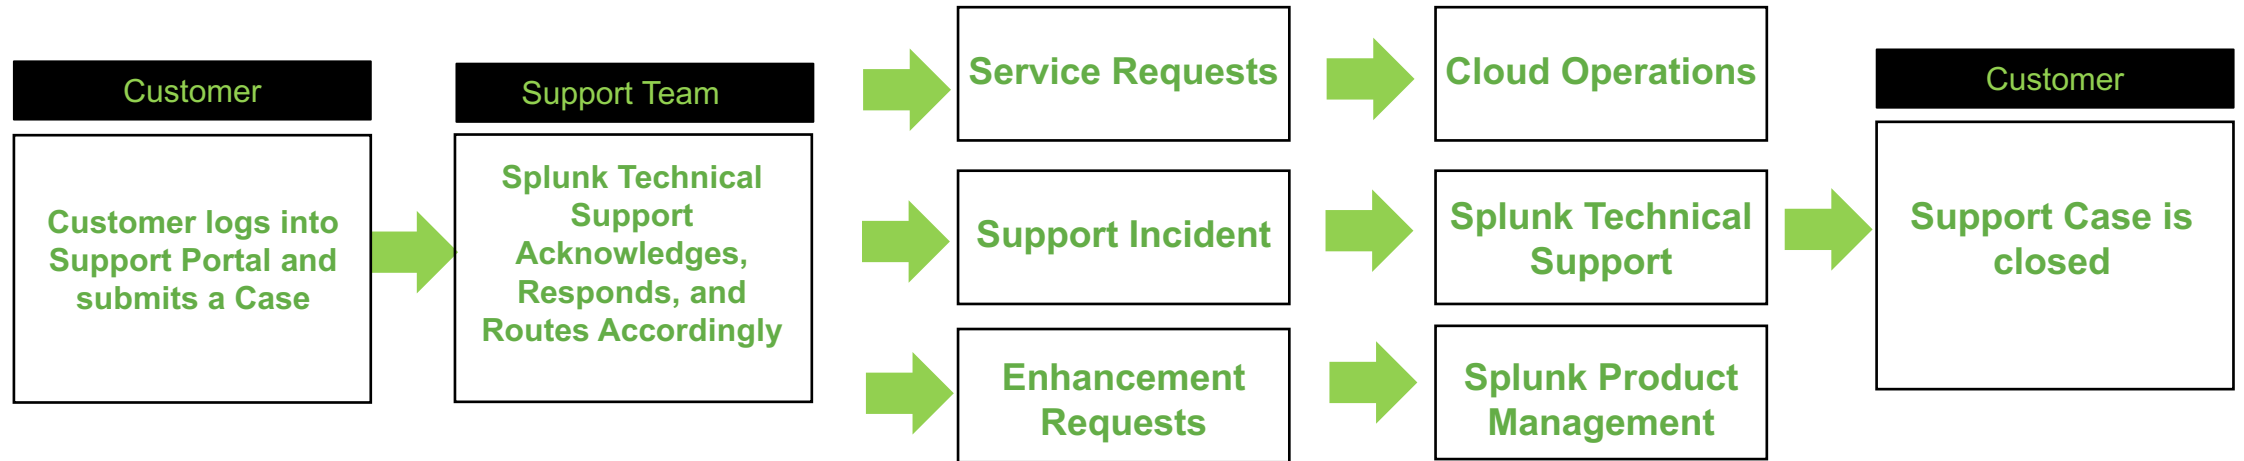 Customer
Customer logs into
Support Portal and
submits a Case
Support Team
Splunk Technical
Support
Acknowledges,
Responds, and
Routes Accordingly
Service Requests
Cloud Operations
Support Incident
Splunk Technical
Support
Enhancement
Requests
Splunk Product
Management
Customer
Support Case is
closed